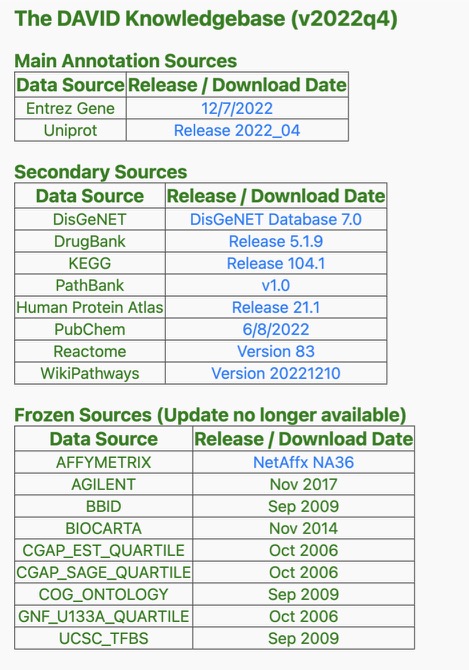 The DAVID Knowledgebase (v2022q4)
Main Annotation Sources
Data Source Release / Download Date
Entrez Gene 12/7/2022
Uniprot Release 2022_04
Secondary Sources
Data Source Release / Download Date
DisGeNET DisGeNET Database 7.0
DrugBank Release 5.1.9
KEGG Release 104.1
PathBank v1.0
Human Protein Atlas Release 21.1
PubChem 6/8/2022
Reactome Version 83
WikiPathways Version 20221210
Frozen Sources (Update no longer available)
Data Source Release / Download Date
AFFYMETRIX NetAffx NA36
AGILENT Nov 2017
BBID Sep 2009
BIOCARTA Nov 2014
CGAP_EST_QUARTILE Oct 2006
CGAP_SAGE_QUARTILE Oct 2006
COG_ONTOLOGY Sep 2009
GNF_U133A_QUARTILE Oct 2006
UCSC_TFBS Sep 2009